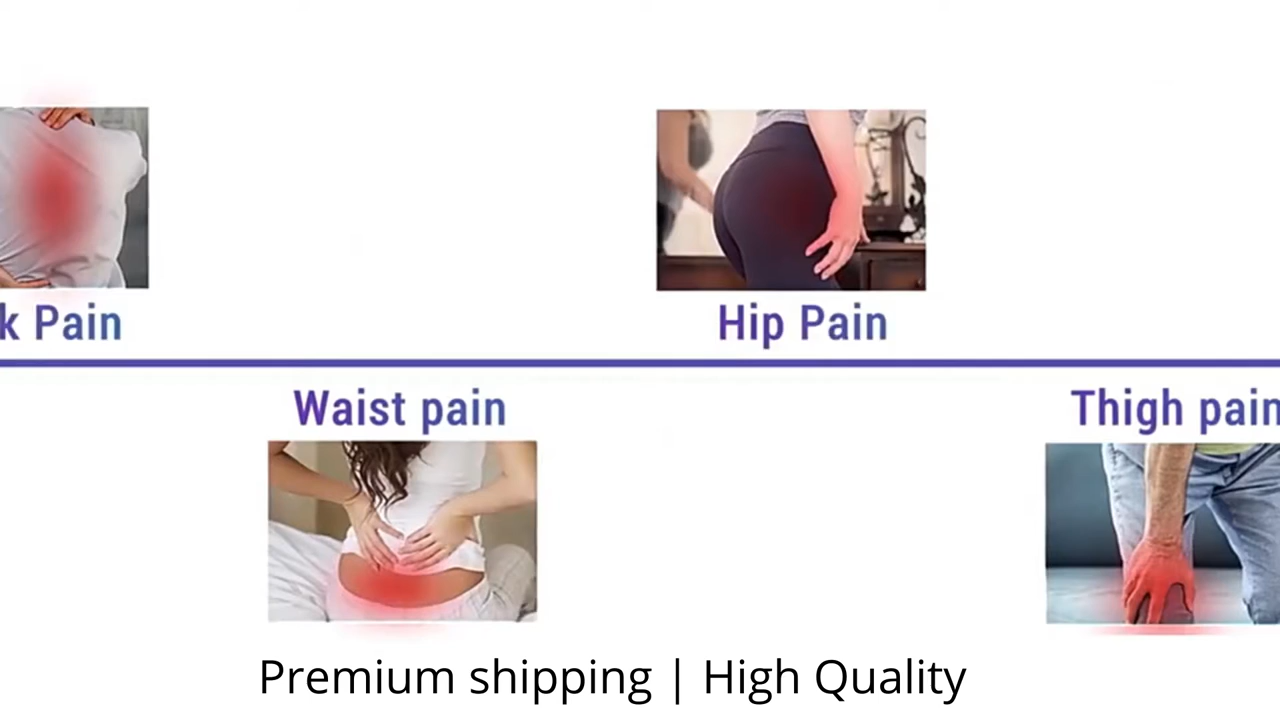 k Pain
Hip Pain
Waist pain
Thigh pain
Premium shipping | High Quality